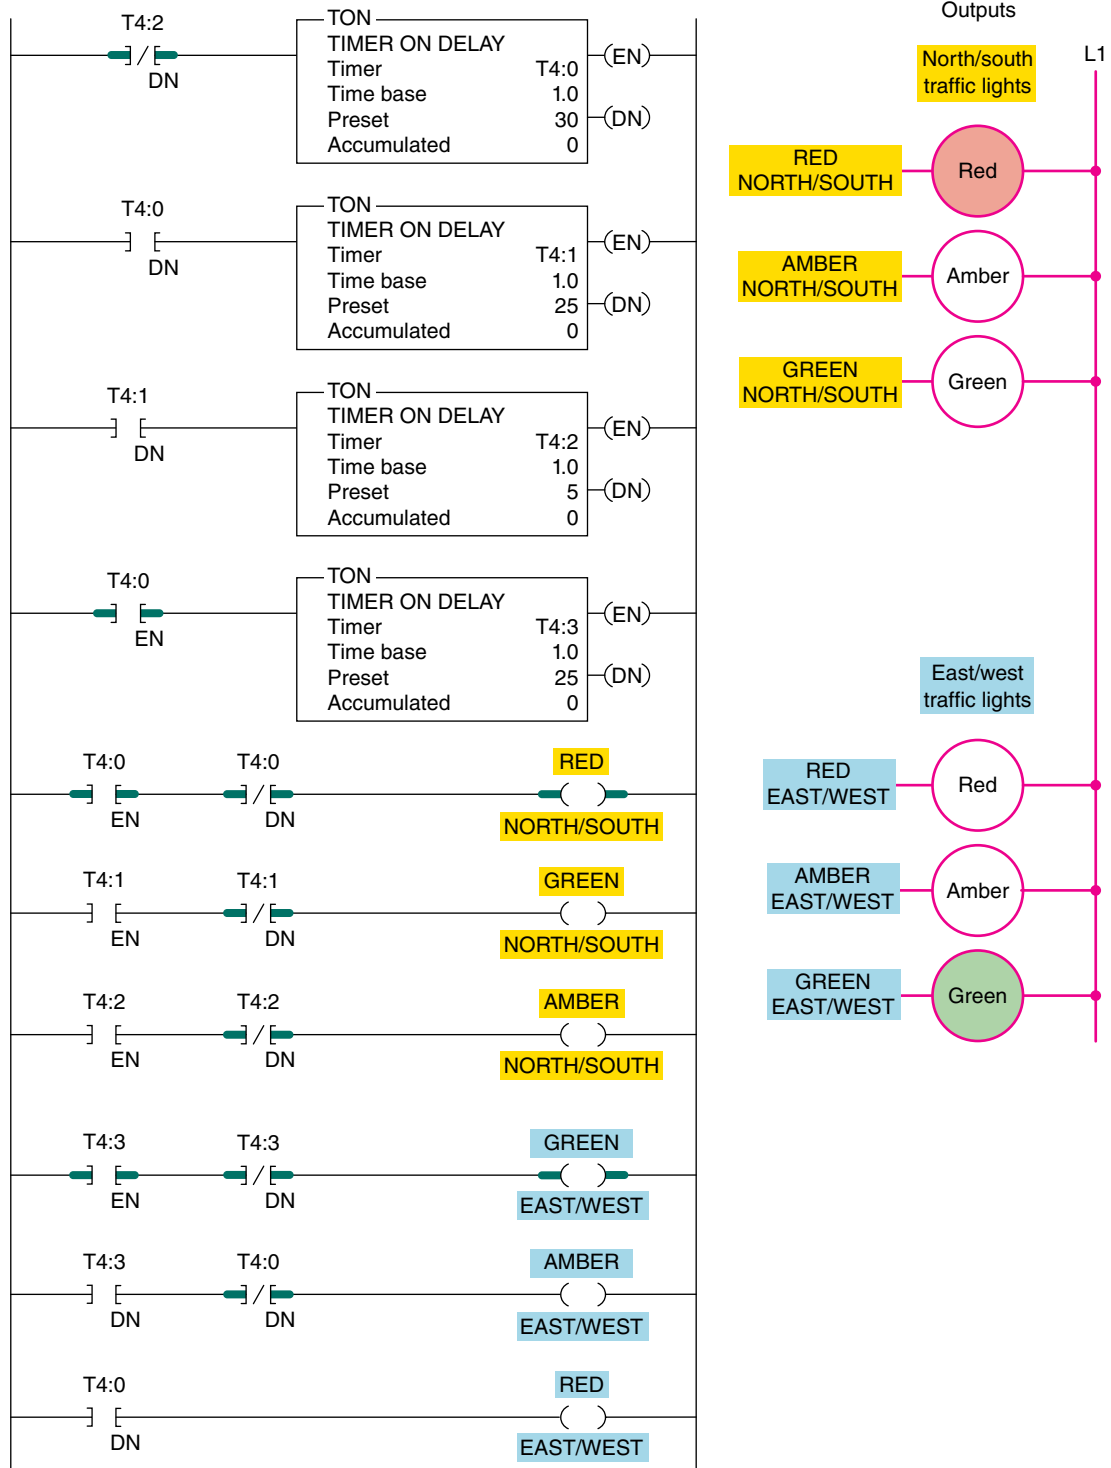 T4:2
DN
TON
TIMER ON DELAY
Timer T4:0
Time base 1.0
Preset 30
Accumulated 0
(EN)
(DN)
T4:0
DN
TON
TIMER ON DELAY
Timer T4:1
Time base 1.0
Preset 25
Accumulated 0
(EN)
(DN)
T4:1
DN
TON
TIMER ON DELAY
Timer T4:2
Time base 1.0
Preset 5
Accumulated 0
(EN)
(DN)
T4:0
EN
TON
TIMER ON DELAY
Timer T4:3
Time base 1.0
Preset 25
Accumulated 0
(EN)
(DN)
T4:0 T4:0 RED
EN DN NORTH/SOUTH
T4:1 T4:1 GREEN
EN DN NORTH/SOUTH
T4:2 T4:2 AMBER
EN DN NORTH/SOUTH
T4:3 T4:3 GREEN
EN DN EAST/WEST
T4:3 T4:0 AMBER
DN DN EAST/WEST
T4:0 RED
DN EAST/WEST
Outputs
L1
North/south
traffic lights
RED
NORTH/SOUTH
Red
AMBER
NORTH/SOUTH
Amber
GREEN
NORTH/SOUTH
Green
East/west
traffic lights
RED
EAST/WEST
Red
AMBER
EAST/WEST
Amber
GREEN
EAST/WEST
Green